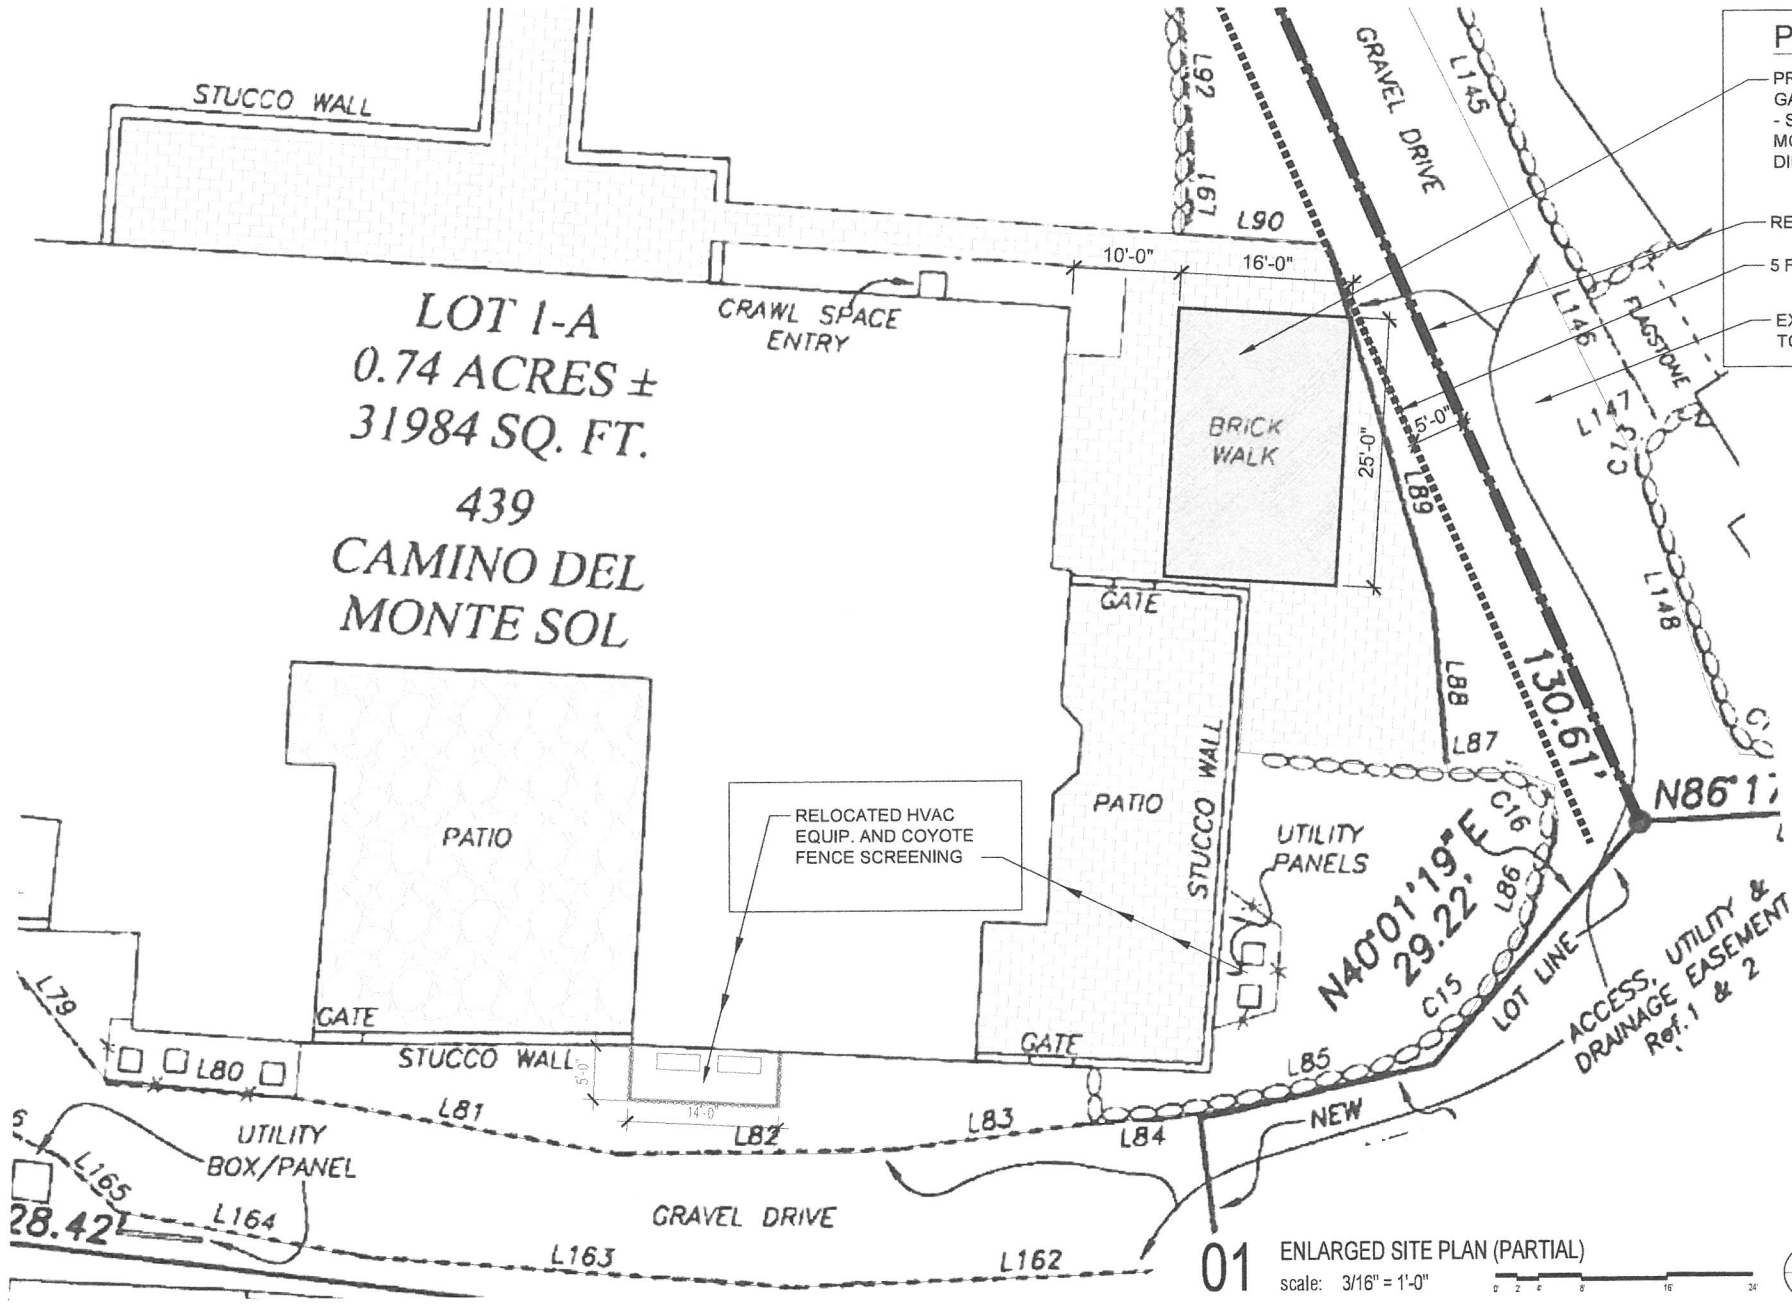 STUCCO WALL
L92
L91
L90
GRAVEL DRIVE
L145
L146
FLAGSTONE
L147
C13
L148
10'-0"
16'-0"
CRAWL SPACE
ENTRY
LOT 1-A
0.74 ACRES ±
31984 SQ. FT.
439
CAMINO DEL
MONTE SOL
BRICK
WALK
25'-0"
5'-0"
L89
L88
L87
130.61'
GATE
PATIO
STUCCO WALL
PATIO
RELOCATED HVAC
EQUIP. AND COYOTE
FENCE SCREENING
UTILITY
PANELS
C16
L86
N40°01'19" E
29.22'
C15
LOT LINE
ACCESS, UTILITY &
DRAINAGE EASEMENT
Ref. 1 & 2
N86°17
L79
L80
GATE
STUCCO WALL
5'-0"
14'-0"
GATE
L81
L82
L83
L84
L85
NEW
UTILITY
BOX/PANEL
L165
L164
28.42'
GRAVEL DRIVE
L163
L162
01
ENLARGED SITE PLAN (PARTIAL)
scale: 3/16" = 1'-0"
0' 2' 4' 8' 16' 24'